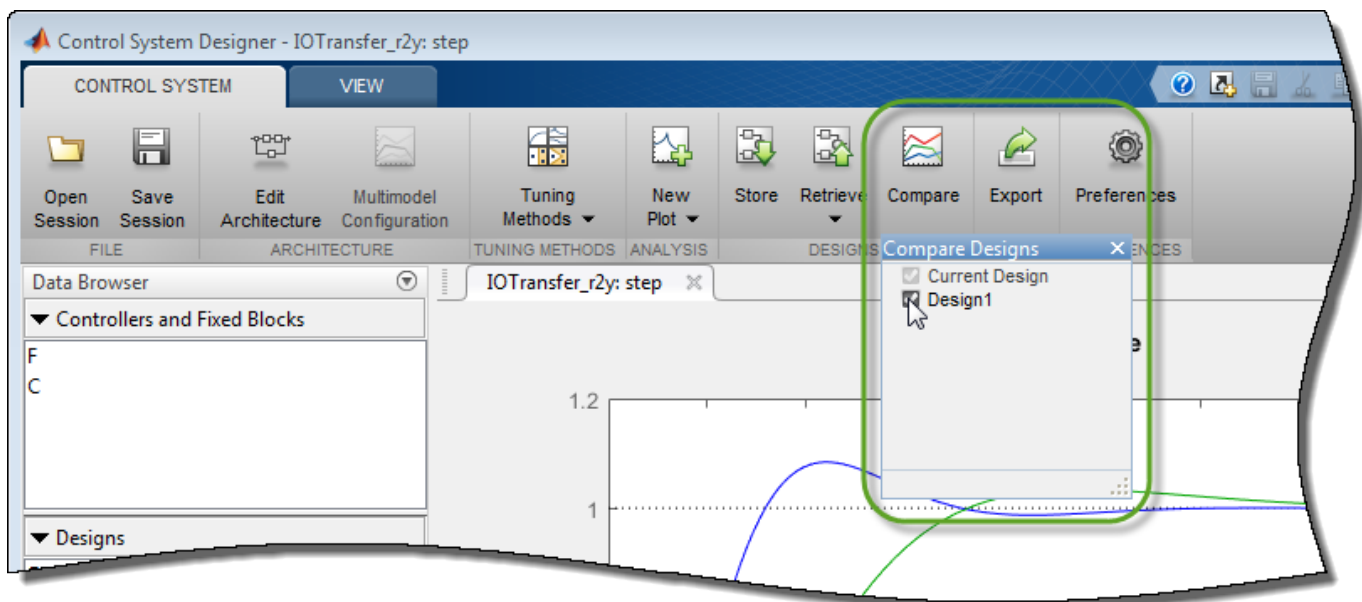 Control System Designer - IOTransfer_r2y: step
CONTROL SYSTEM VIEW
Open Session
Save Session
Edit Architecture
Multimodel Configuration
Tuning Methods
New Plot
Store
Retrieve
Compare
Export
Preferences
FILE ARCHITECTURE TUNING METHODS ANALYSIS DESIGNS ENCES
Compare Designs
Current Design
Design1
Data Browser
IOTransfer_r2y: step
Controllers and Fixed Blocks
F
C
Designs
e
1.2
1